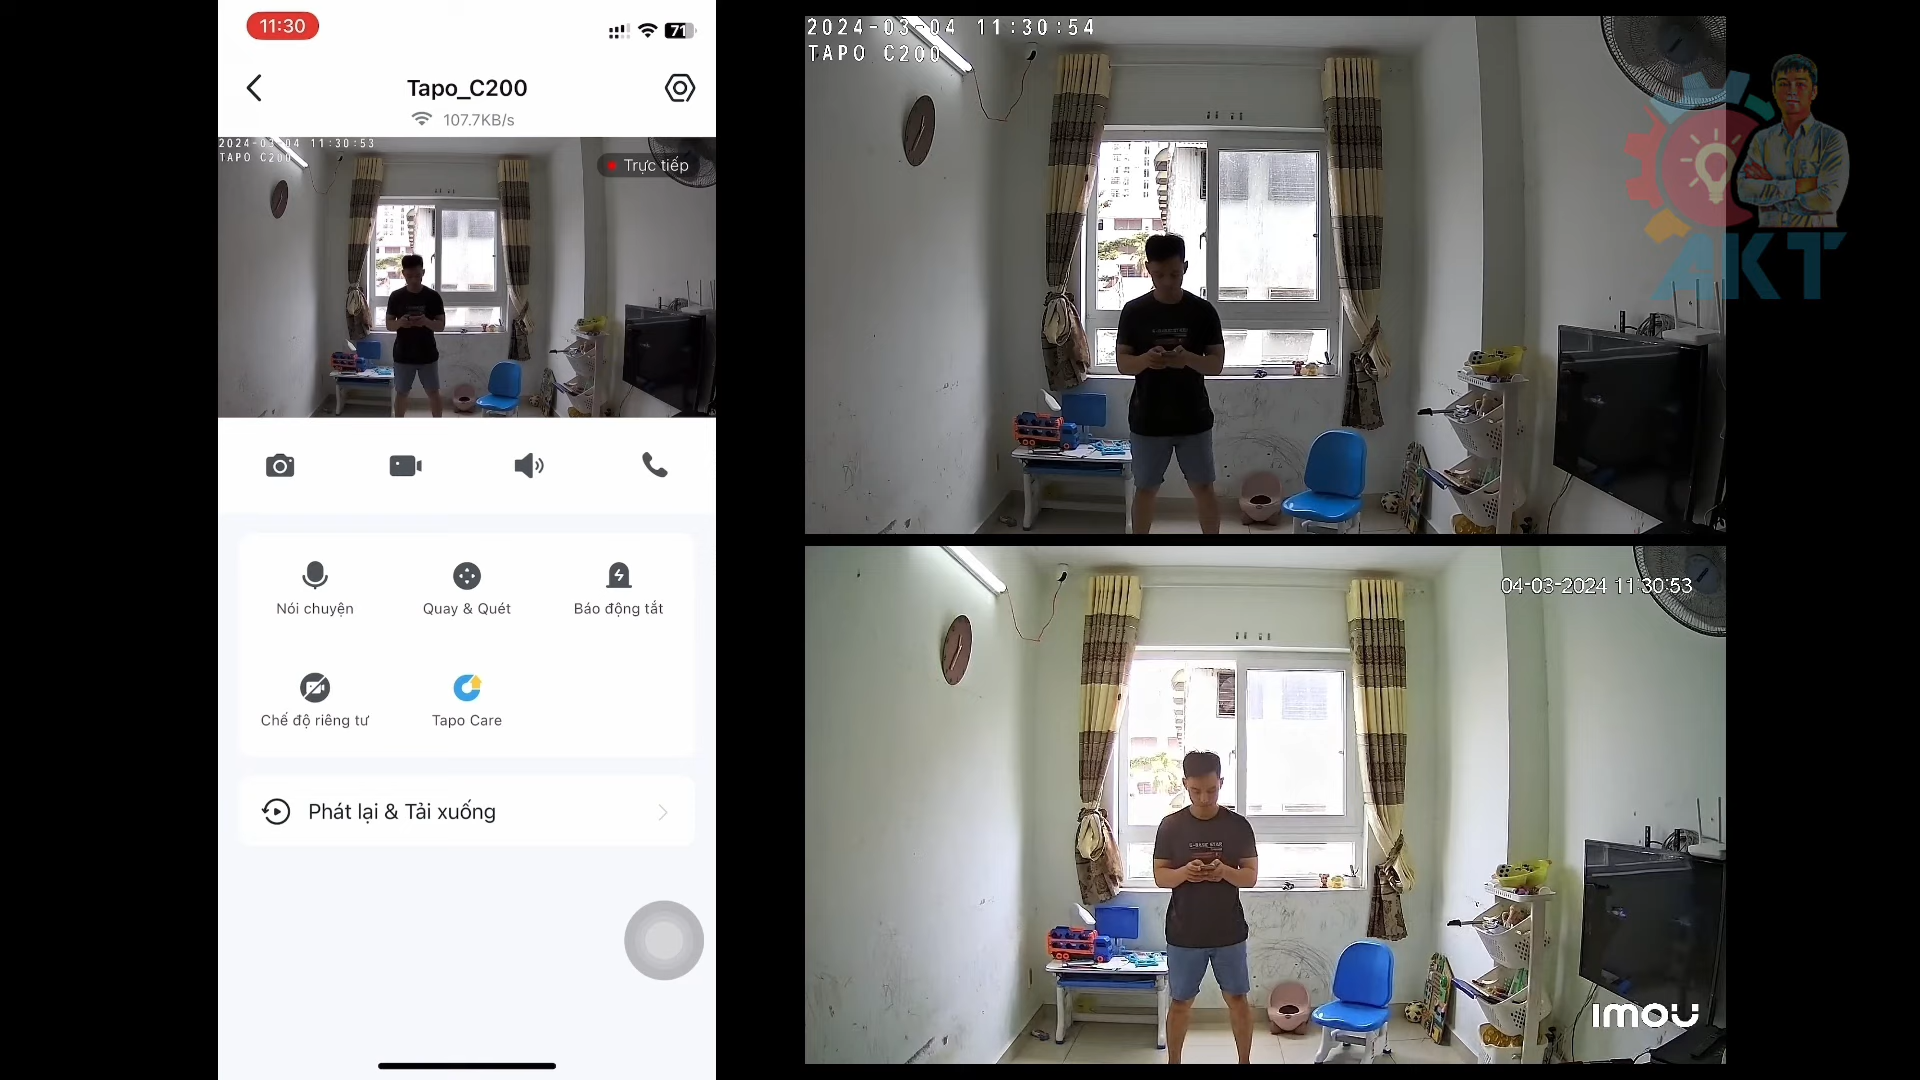 11:30
71
Tapo_C200
107.7KB/s
2024-03-04 11:30:53
TAPO C200
Trực tiếp
Nói chuyện
Quay & Quét
Báo động tắt
Chế độ riêng tư
Tapo Care
Phát lại & Tải xuống
2024-03-04 11:30:54
TAPO C200
AKT
04-03-2024 11:30:53
imou